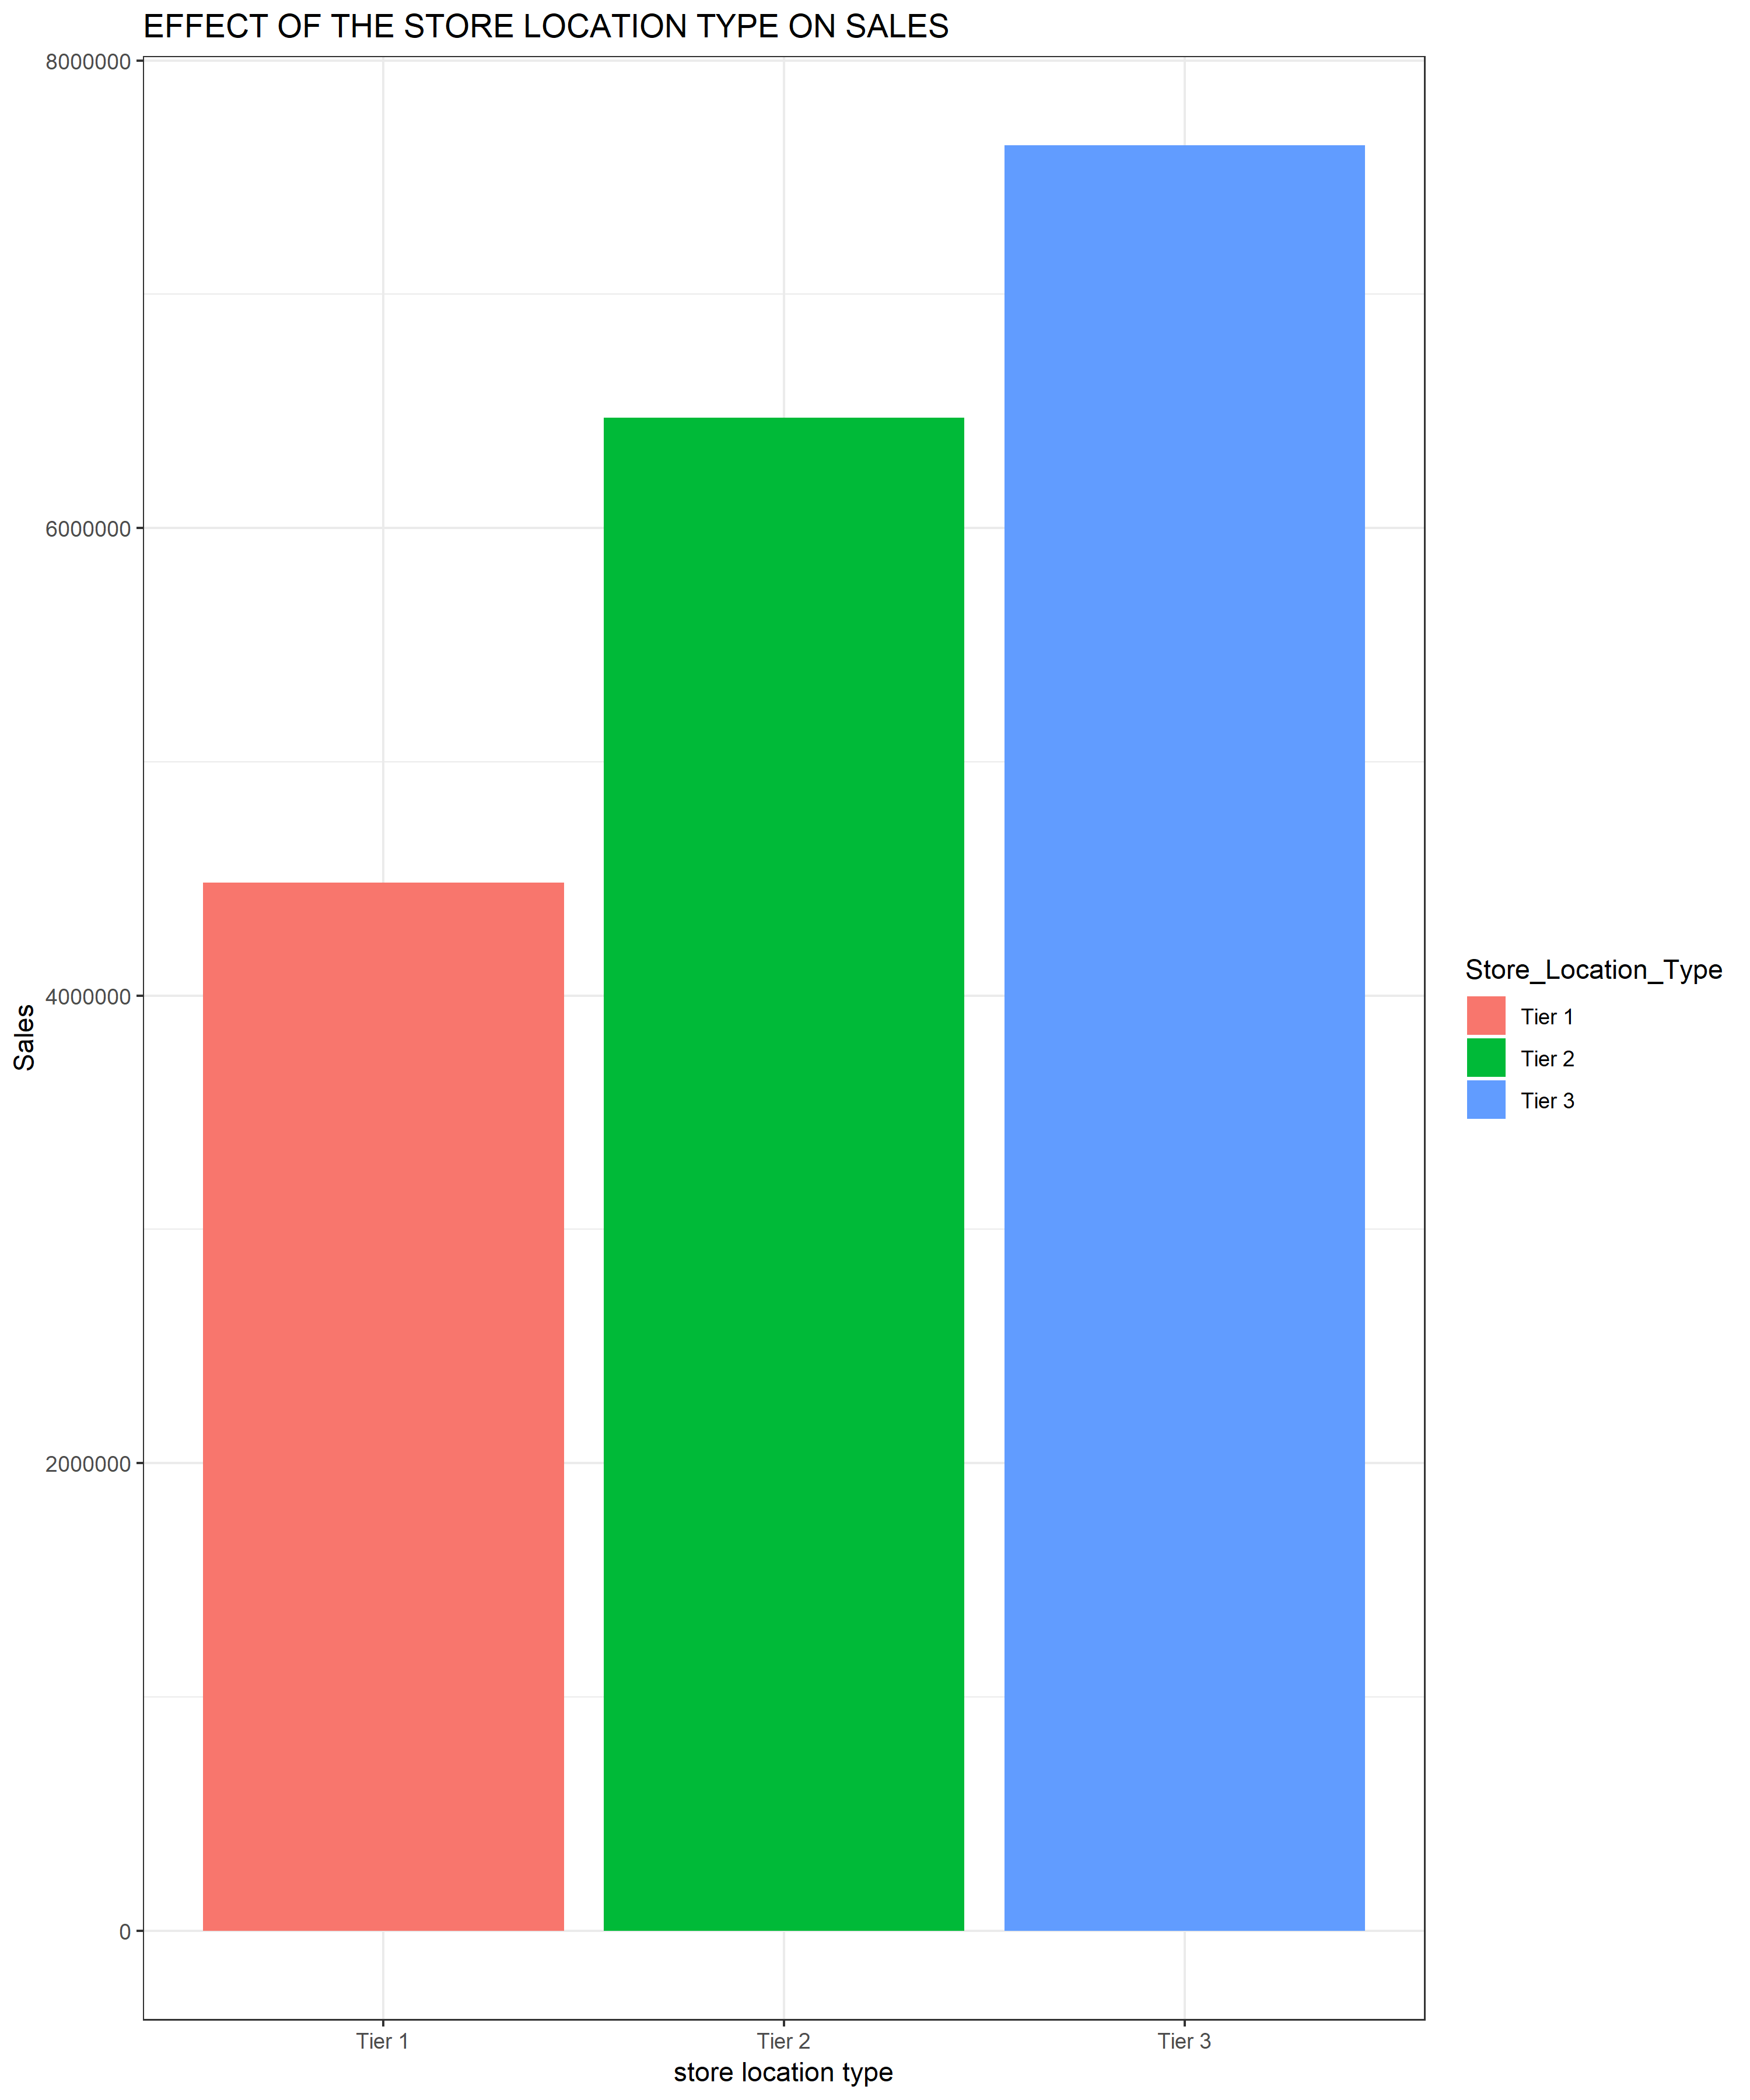 EFFECT OF THE STORE LOCATION TYPE ON SALES
8000000
6000000
4000000
2000000
0
Sales
Tier 1
Tier 2
Tier 3
store location type
Store_Location_Type
Tier 1
Tier 2
Tier 3